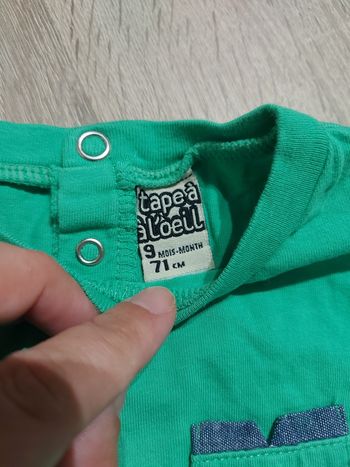 tape à
l'oeil
9 MOIS-MONTH
71 CM